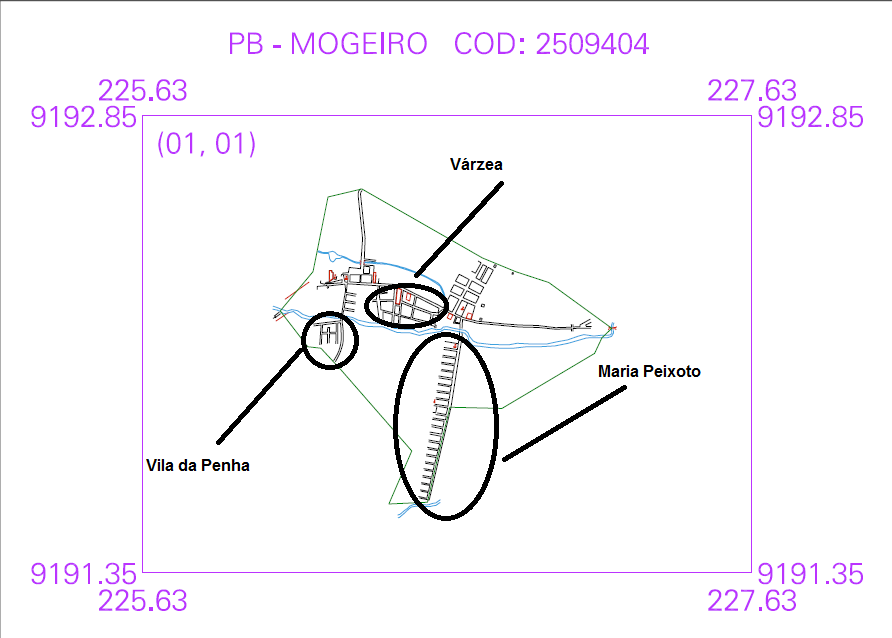 PB - MOGEIRO COD: 2509404
225.63
227.63
9192.85
9192.85
(01, 01)
Várzea
Maria Peixoto
Vila da Penha
9191.35
9191.35
225.63
227.63